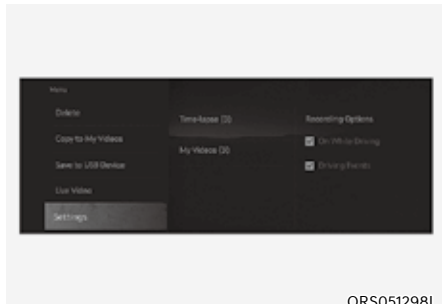 Menu
Delete
Copy to My Videos
Save to USB Device
Live Video
Settings
Time-lapse (3)
My Videos (3)
Recording Options
On While Driving
Driving Events
ORS051298L